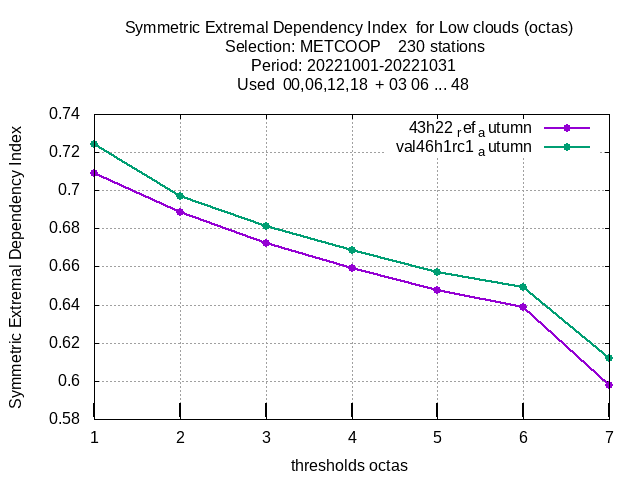 Symmetric Extremal Dependency Index  for Low clouds (octas)
Selection: METCOOP    230 stations
Period: 20221001-20221031
Used  00,06,12,18  + 03 06 ... 48
43h22 ref autumn
val46h1rc1 autumn
Symmetric Extremal Dependency Index
0.74
0.72
0.7
0.68
0.66
0.64
0.62
0.6
0.58
1 2 3 4 5 6 7
thresholds octas